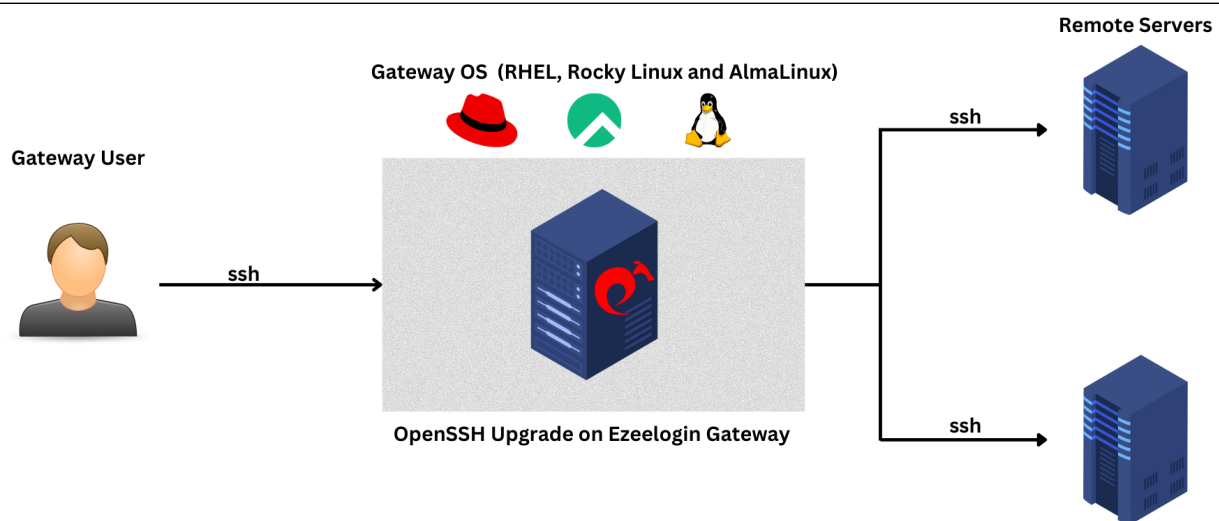 Remote Servers
Gateway OS (RHEL, Rocky Linux and AlmaLinux)
ssh
Gateway User
ssh
OpenSSH Upgrade on Ezeelogin Gateway
ssh